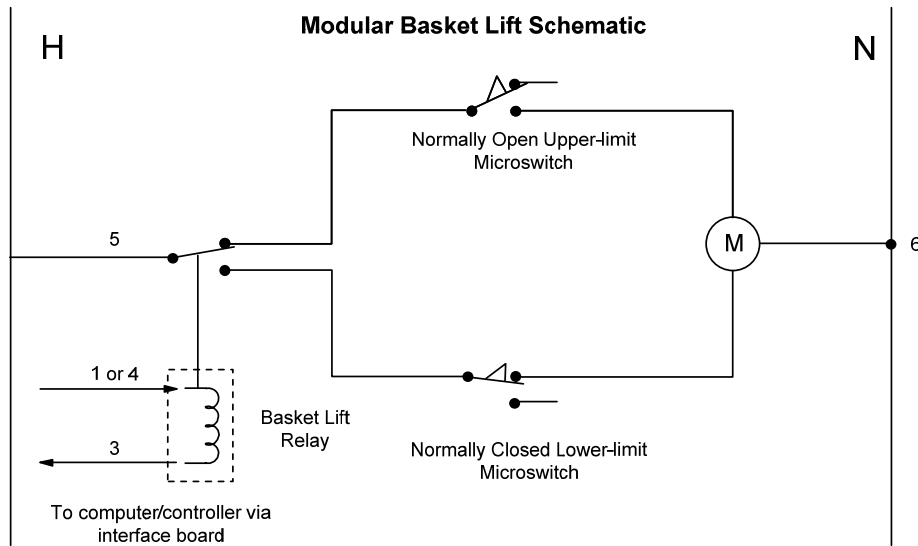 Modular Basket Lift Schematic
H
N
Normally Open Upper-limit
Microswitch
5
M
6
1 or 4
3
Basket Lift
Relay
Normally Closed Lower-limit
Microswitch
To computer/controller via
interface board